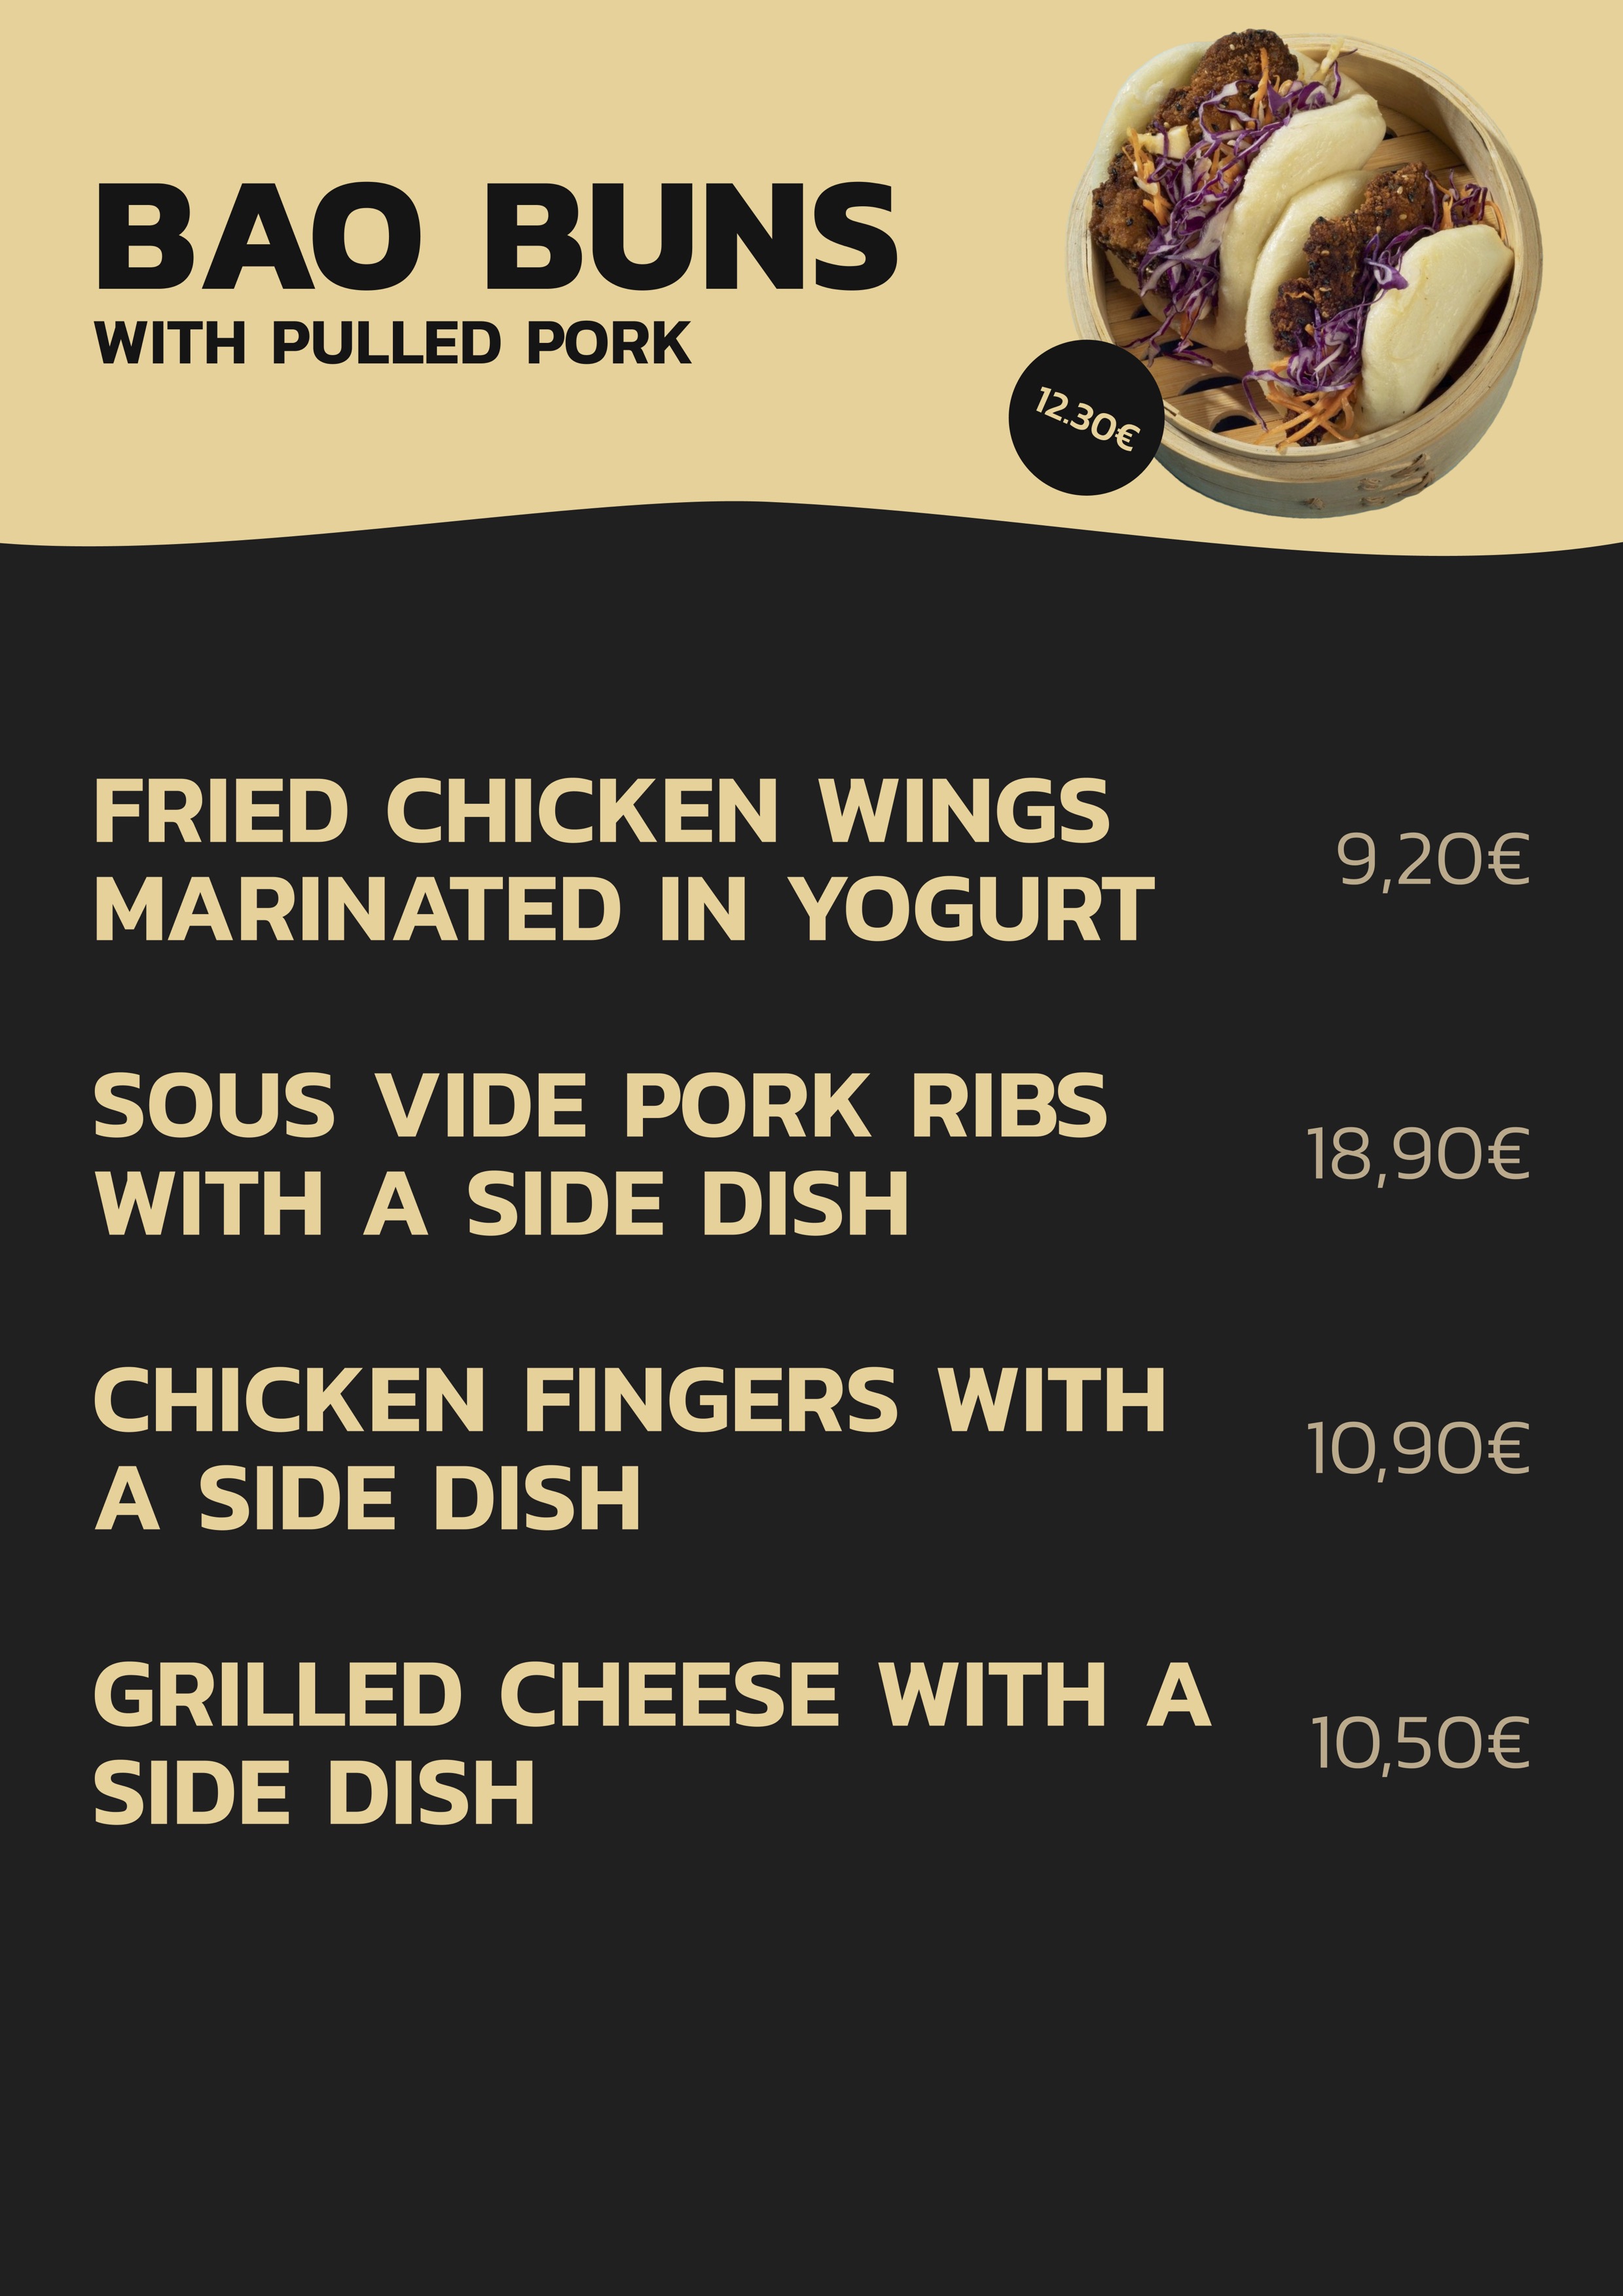 BAO BUNS
WITH PULLED PORK
12.30€
FRIED CHICKEN WINGS
MARINATED IN YOGURT
9,20€
SOUS VIDE PORK RIBS
WITH A SIDE DISH
18,90€
CHICKEN FINGERS WITH
A SIDE DISH
10,90€
GRILLED CHEESE WITH A
SIDE DISH
10,50€